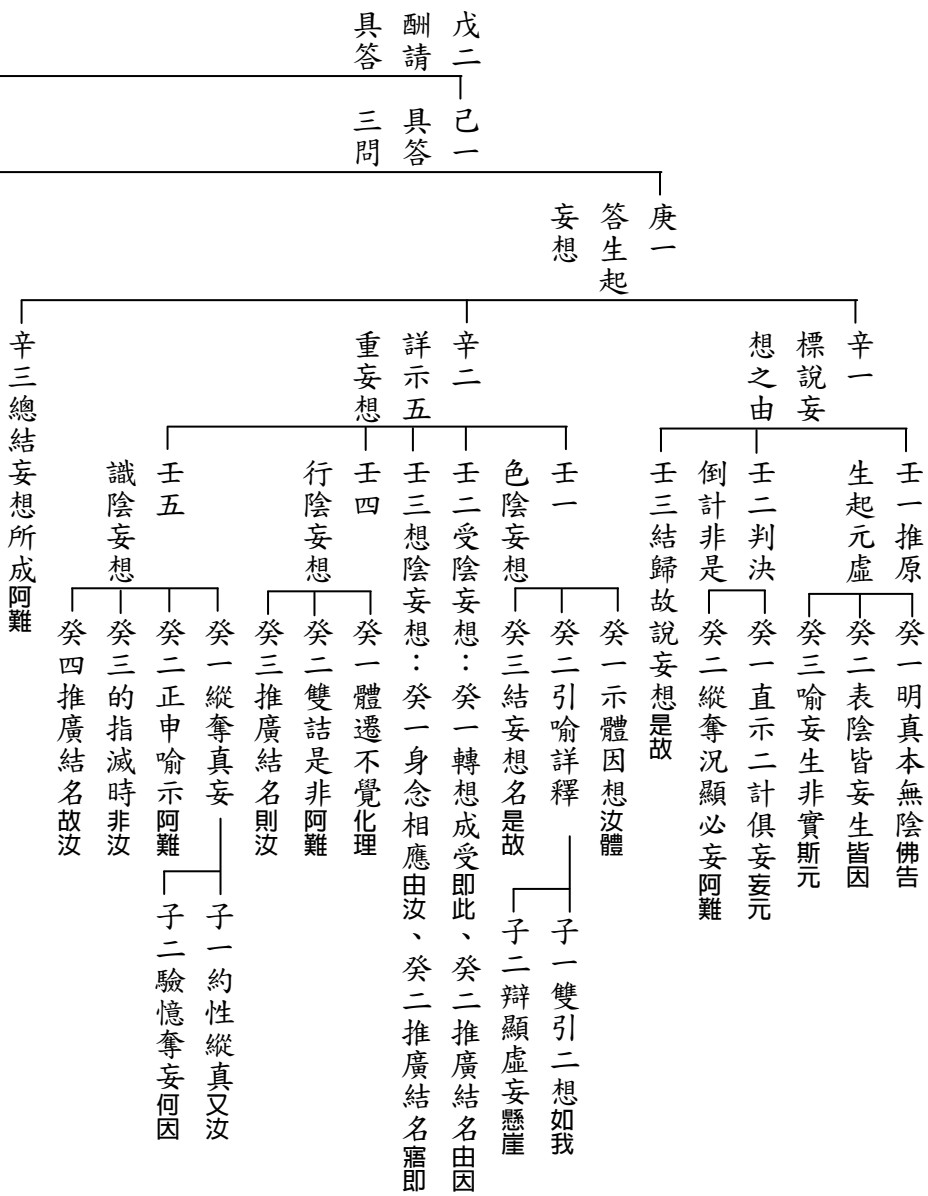 戊二
酬請
具答
己一
具答
三問
庚一
答生起
妄想
辛一
標說妄
想之由
壬一推原
生起元虛
癸一明真本無陰佛告
癸二表陰皆妄生皆因
癸三喻妄生非實斯元
壬二判決
倒計非是
癸一直示二計俱妄妄元
癸二縱奪況顯必妄阿難
壬三結歸故說妄想是故
辛二
詳示五
重妄想
壬一
色陰妄想
癸一示體因想汝體
癸二引喻詳釋
子一雙引二想如我
子二辯顯虛妄懸崖
癸三結妄想名是故
壬二受陰妄想：癸一轉想成受即此、癸二推廣結名由因
壬三想陰妄想：癸一身念相應由汝、癸二推廣結名寤即
壬四
行陰妄想
癸一體遷不覺化理
癸二雙詰是非阿難
癸三推廣結名則汝
壬五
識陰妄想
癸一縱奪真妄
子一約性縱真又汝
子二驗憶奪妄何因
癸二正申喻示阿難
癸三的指滅時非汝
癸四推廣結名故汝
辛三總結妄想所成阿難